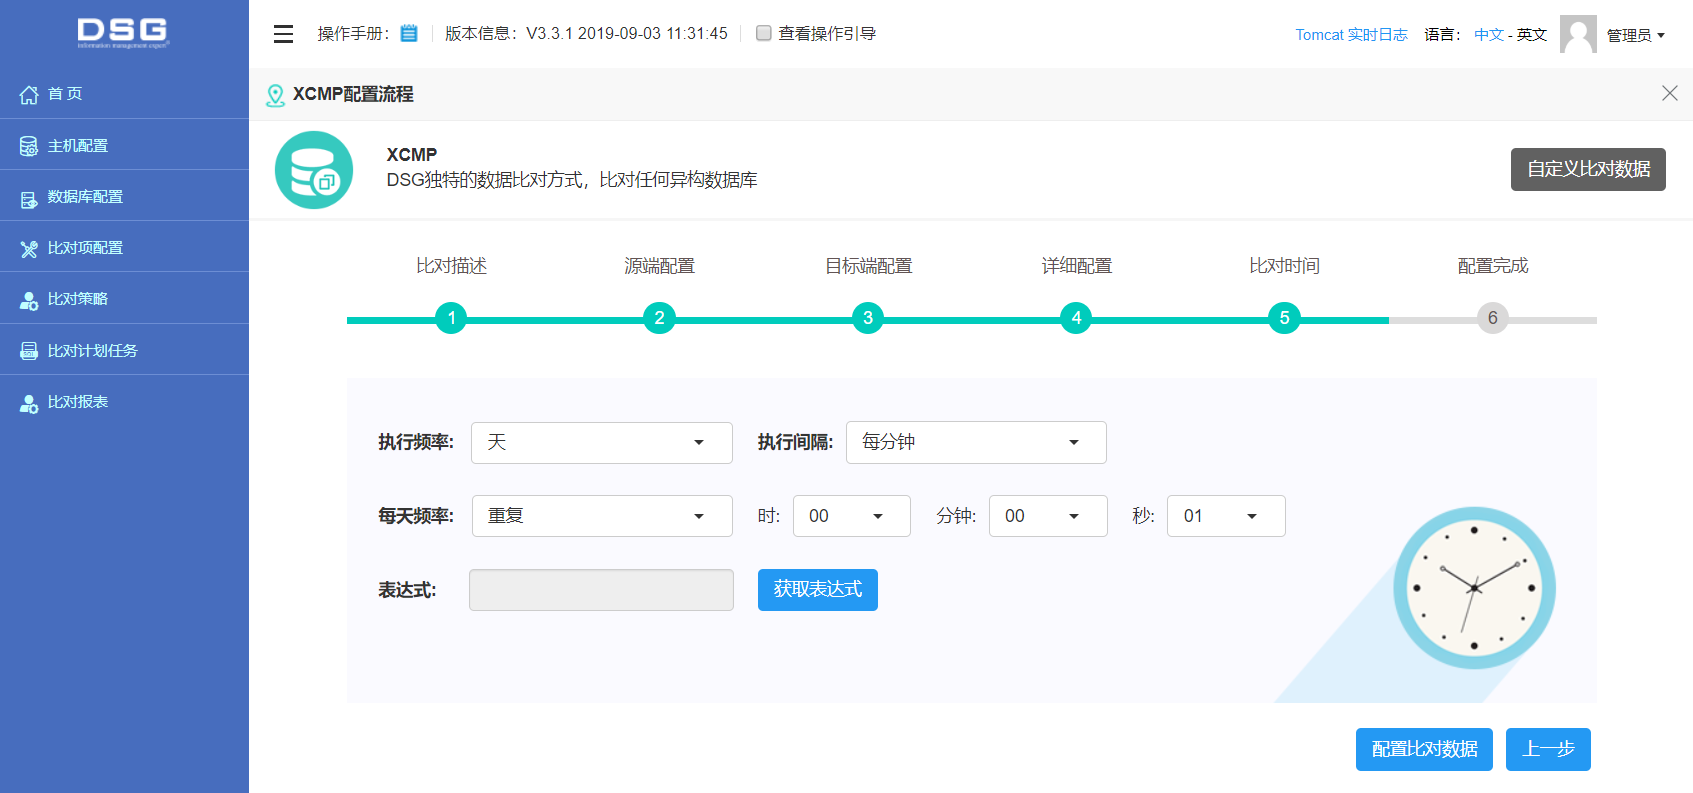 DSG
information management expert
操作手册：
版本信息：V3.3.1 2019-09-03 11:31:45
查看操作引导
Tomcat 实时日志
语言：
中文 - 英文
管理员
首 页
主机配置
数据库配置
比对项配置
比对策略
比对计划任务
比对报表
XCMP配置流程
XCMP
DSG独特的数据比对方式，比对任何异构数据库
自定义比对数据
比对描述
源端配置
目标端配置
详细配置
比对时间
配置完成
1
2
3
4
5
6
执行频率: 天 执行间隔: 每分钟
每天频率: 重复 时: 00 分钟: 00 秒: 01
表达式: 获取表达式
配置比对数据 上一步